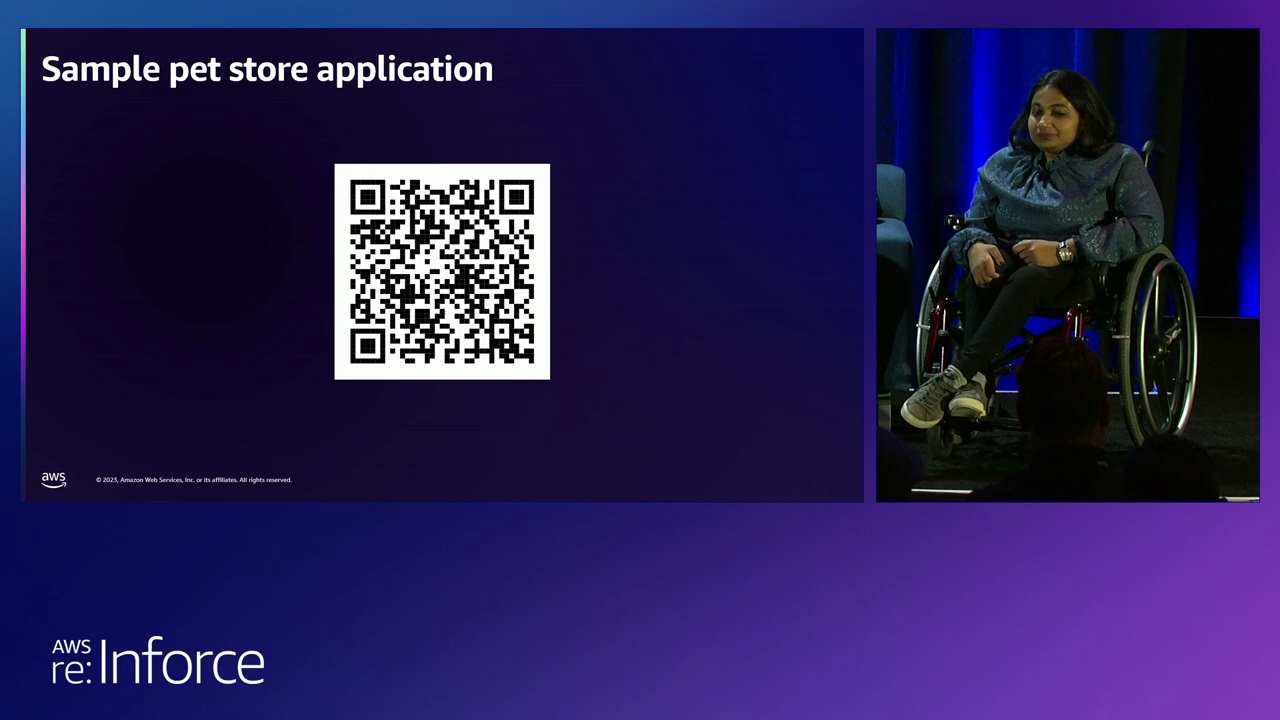 Sample pet store application
aws
© 2023, Amazon Web Services, Inc. or its affiliates. All rights reserved.
AWS
re:Inforce